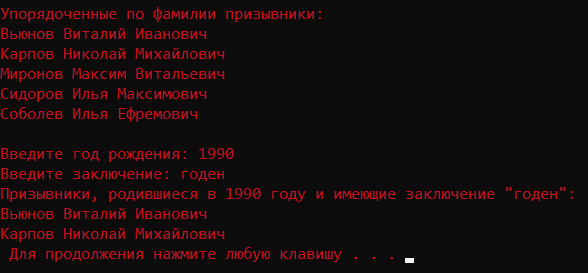 Упорядоченные по фамилии призывники:
Вьюнов Виталий Иванович
Карпов Николай Михайлович
Миронов Максим Витальевич
Сидоров Илья Максимович
Соболев Илья Ефремович
Введите год рождения: 1990
Введите заключение: годен
Призывники, родившиеся в 1990 году и имеющие заключение "годен":
Вьюнов Виталий Иванович
Карпов Николай Михайлович
Для продолжения нажмите любую клавишу . . .